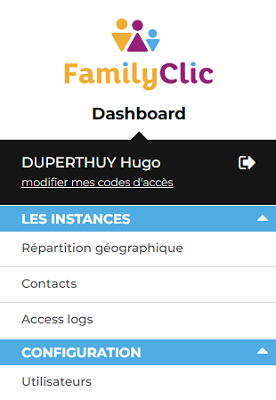 FamilyClic
Dashboard
DUPERTHUY Hugo
modifier mes codes d'accès
LES INSTANCES
Répartition géographique
Contacts
Access logs
CONFIGURATION
Utilisateurs